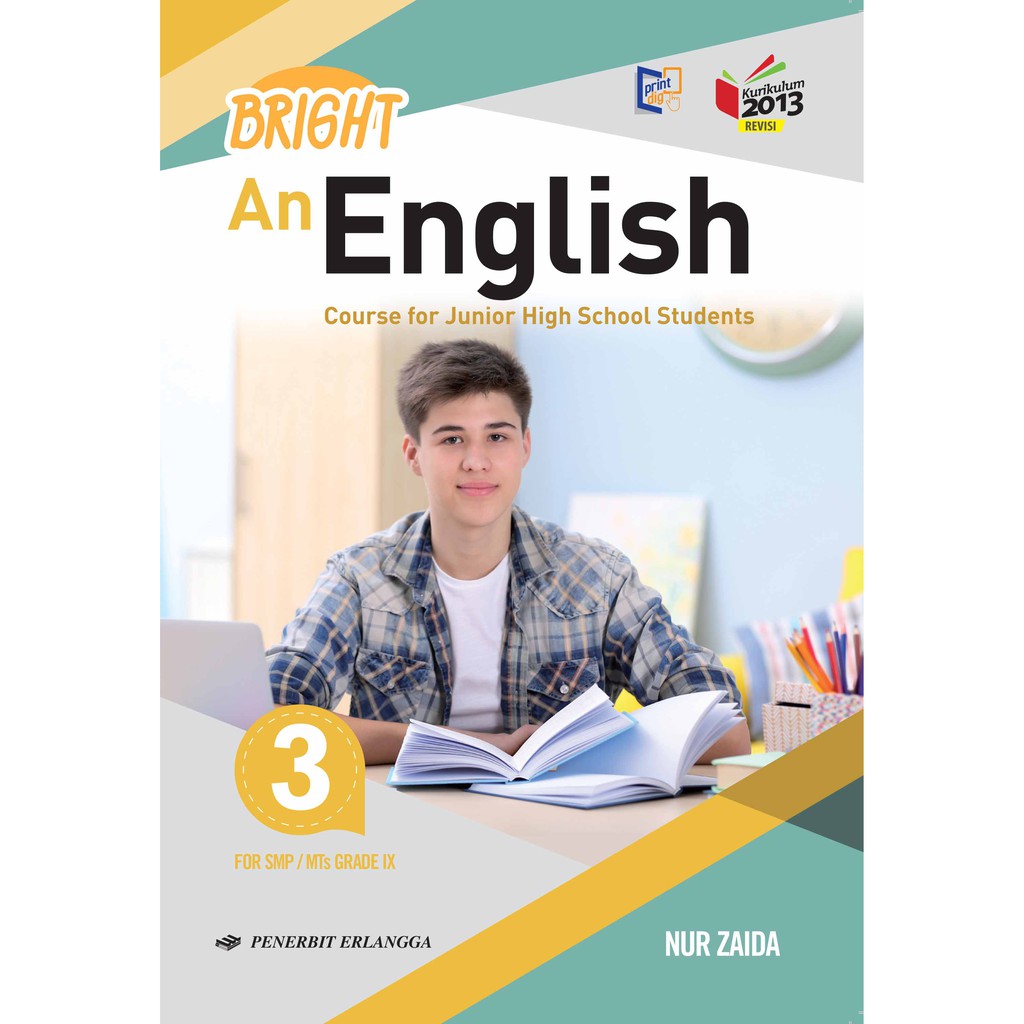 BRIGHT
print
dig
Kurikulum
2013
REVISI
An English
Course for Junior High School Students
3
FOR SMP / MTs GRADE IX
PENERBIT ERLANGGA
NUR ZAIDA